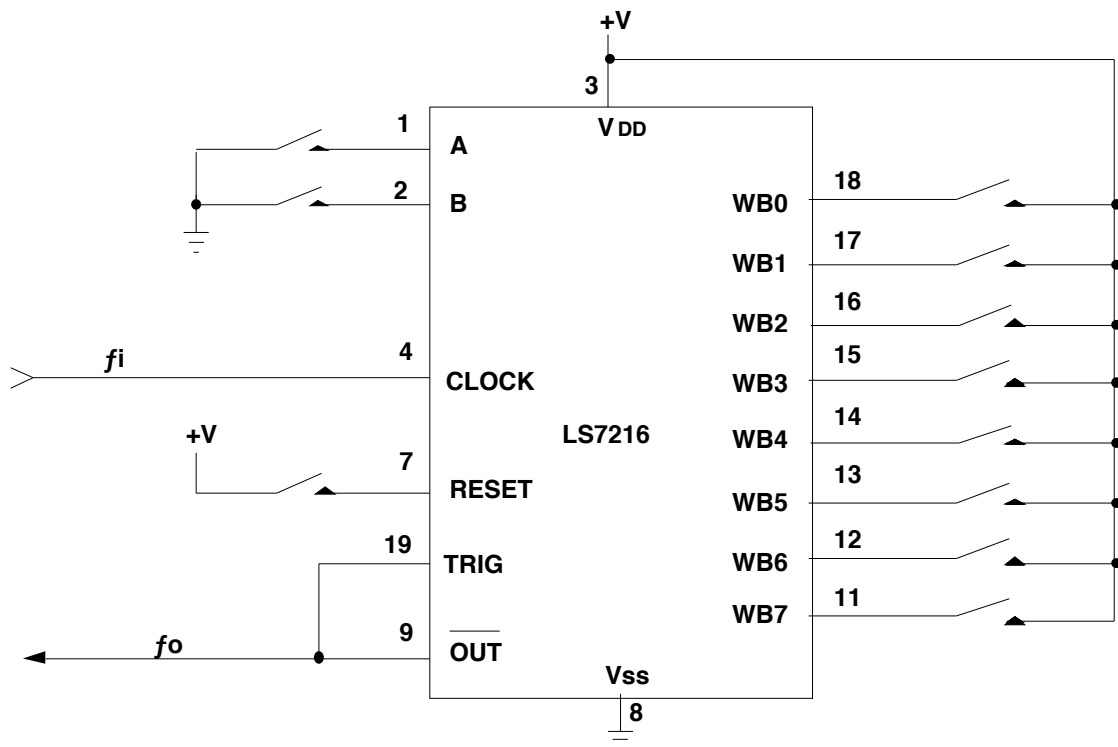 +V
3
VDD
1
A
2
B
18
WB0
17
WB1
16
WB2
15
WB3
14
WB4
13
WB5
12
WB6
11
WB7
ƒi
4
CLOCK
LS7216
+V
7
RESET
19
TRIG
ƒo
9
OUT
Vss
8